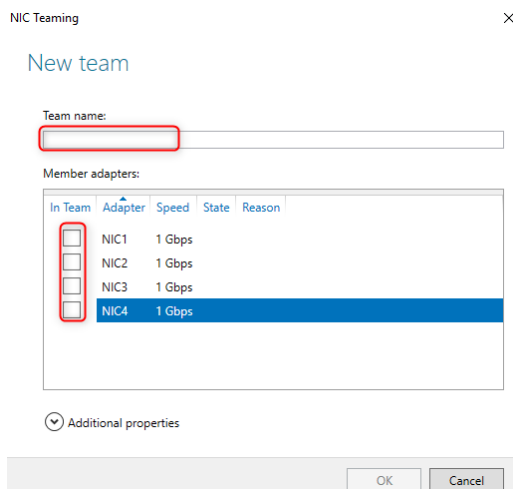 NIC Teaming
New team
Team name:
Member adapters:
In Team Adapter Speed State Reason
NIC1 1 Gbps
NIC2 1 Gbps
NIC3 1 Gbps
NIC4 1 Gbps
Additional properties
OK Cancel